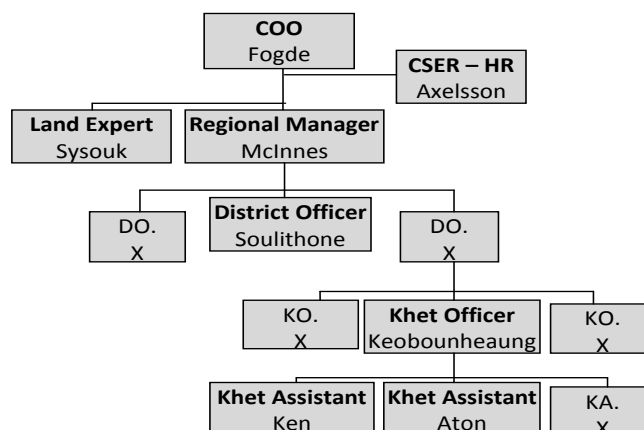 COO
Fogde
CSER – HR
Axelsson
Land Expert
Sysouk
Regional Manager
McInnes
DO.
X
District Officer
Soulithone
DO.
X
KO.
X
Khet Officer
Keobounheaung
KO.
X
Khet Assistant
Ken
Khet Assistant
Aton
KA.
X